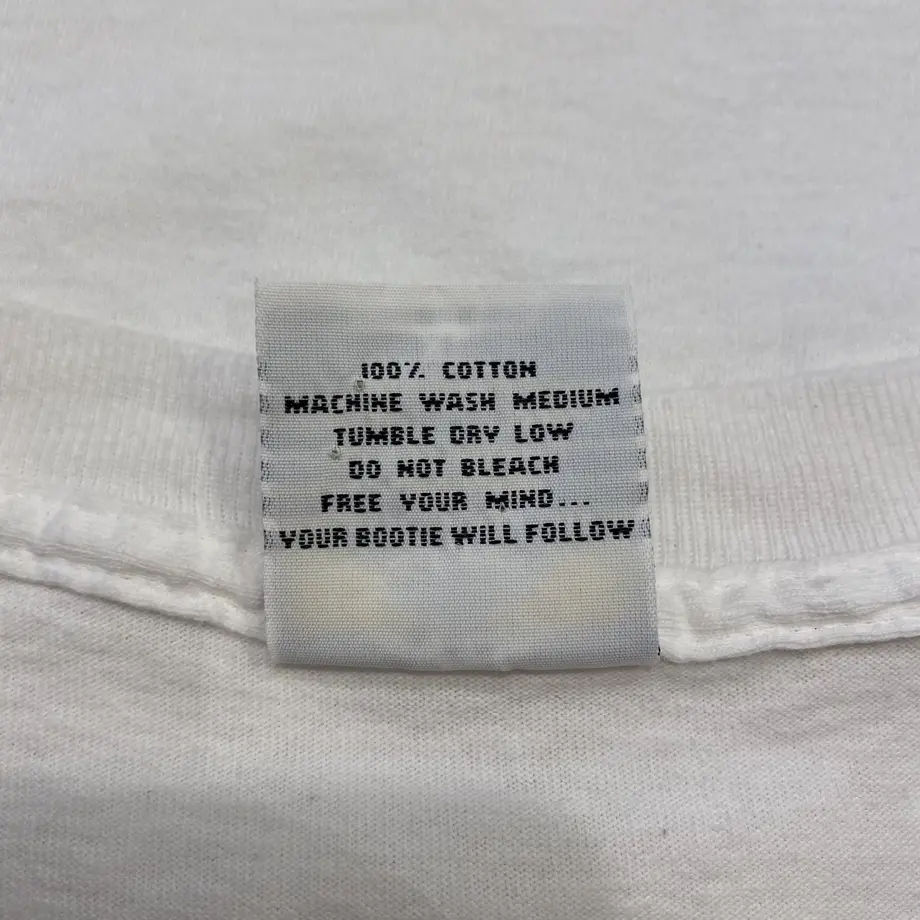 100% COTTON
MACHINE WASH MEDIUM
TUMBLE DRY LOW
DO NOT BLEACH
FREE YOUR MIND...
YOUR BOOTIE WILL FOLLOW